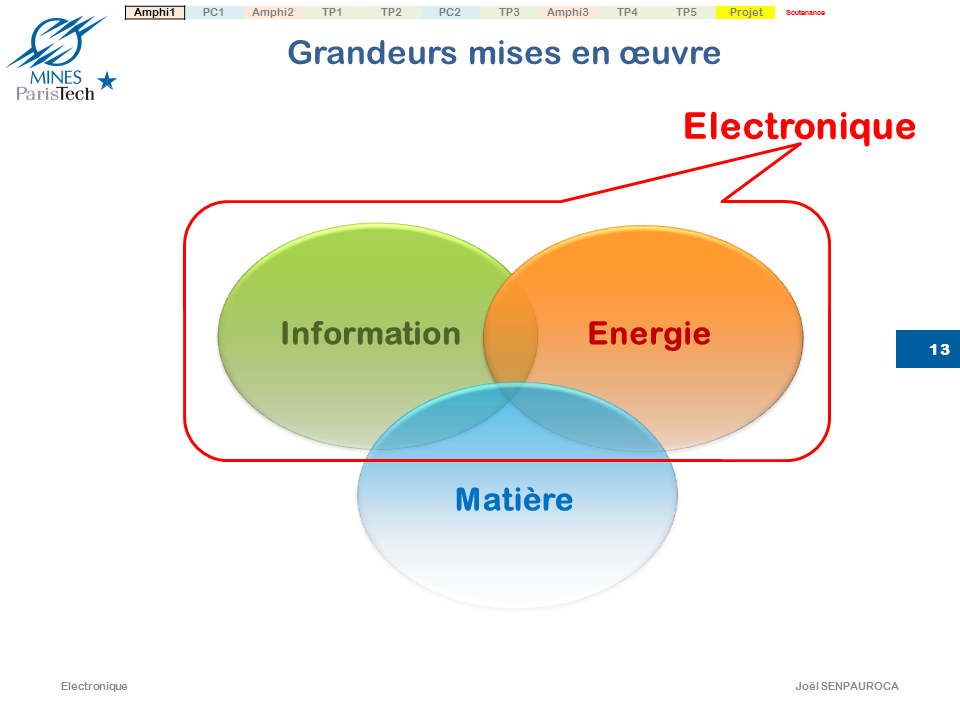 Amphi1 PC1 Amphi2 TP1 TP2 PC2 TP3 Amphi3 TP4 TP5 Projet Soutenance
MINES
ParisTech
Grandeurs mises en œuvre
Electronique
Information
Energie
13
Matière
Electronique
Joël SENPAUROCA